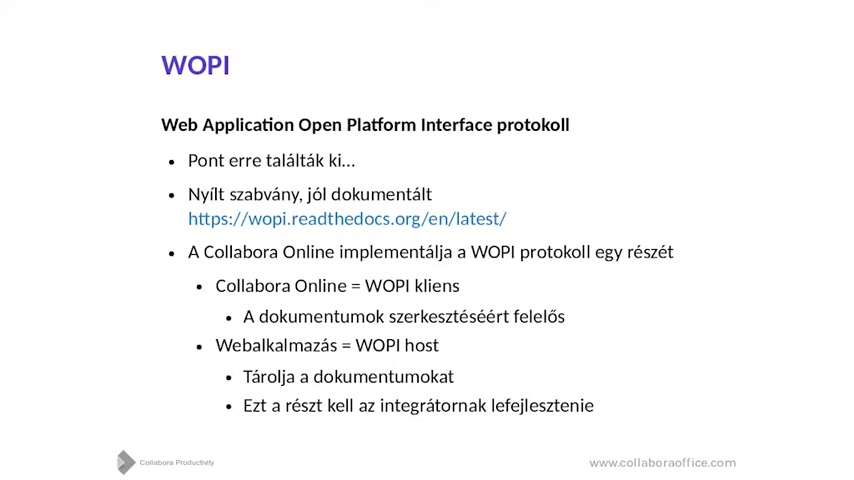 WOPI
Web Application Open Platform Interface protokoll
• Pont erre találták ki…
• Nyílt szabvány, jól dokumentált
https://wopi.readthedocs.org/en/latest/
• A Collabora Online implementálja a WOPI protokoll egy részét
• Collabora Online = WOPI kliens
• A dokumentumok szerkesztéséért felelős
• Webalkalmazás = WOPI host
• Tárolja a dokumentumokat
• Ezt a részt kell az integrátornak lefejlesztenie
Collabora Productivity
www.collaboraoffice.com